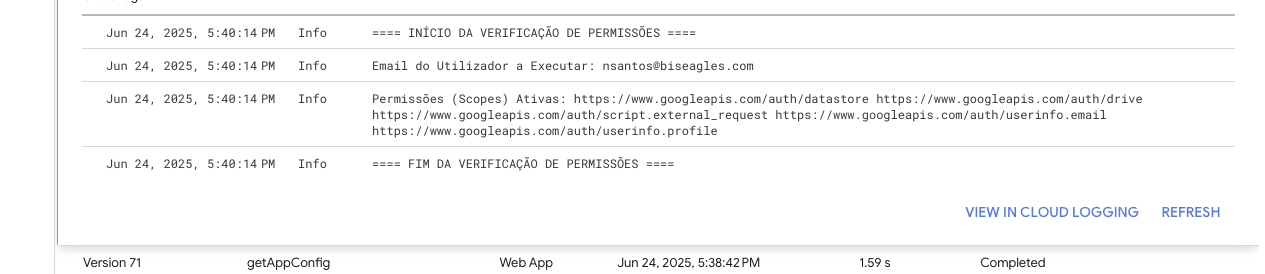 Jun 24, 2025, 5:40:14 PM Info ==== INÍCIO DA VERIFICAÇÃO DE PERMISSÕES ====
Jun 24, 2025, 5:40:14 PM Info Email do Utilizador a Executar: nsantos@biseagles.com
Jun 24, 2025, 5:40:14 PM Info Permissões (Scopes) Ativas: https://www.googleapis.com/auth/datastore https://www.googleapis.com/auth/drive
https://www.googleapis.com/auth/script.external_request https://www.googleapis.com/auth/userinfo.email
https://www.googleapis.com/auth/userinfo.profile
Jun 24, 2025, 5:40:14 PM Info ==== FIM DA VERIFICAÇÃO DE PERMISSÕES ====
VIEW IN CLOUD LOGGING REFRESH
Version 71 getAppConfig Web App Jun 24, 2025, 5:38:42 PM 1.59 s Completed